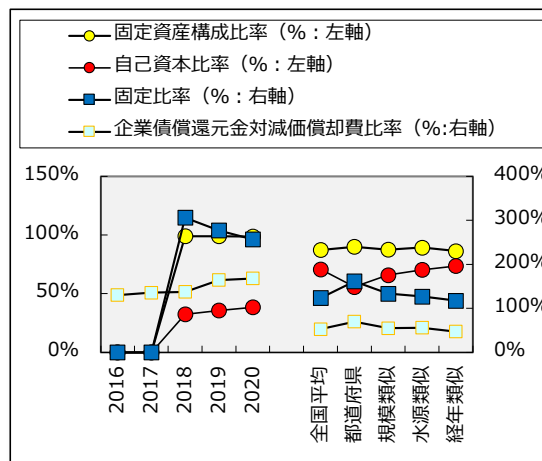 固定資産構成比率（%：左軸）
自己資本比率（%：左軸）
固定比率（%：右軸）
企業債償還元金対減価償却費比率（%:右軸）
150%
100%
50%
0%
400%
300%
200%
100%
0%
2016
2017
2018
2019
2020
全国平均
都道府県
規模類似
水源類似
経年類似